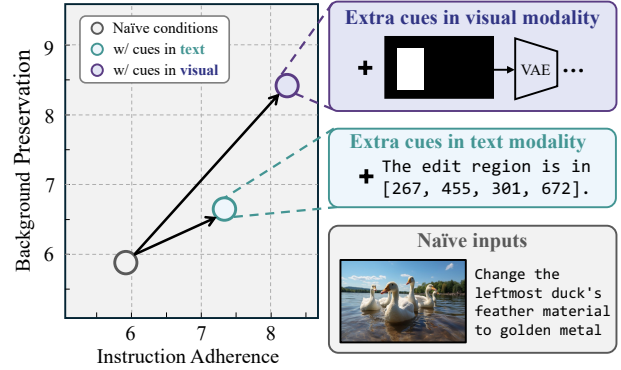 Naïve conditions
w/ cues in text
w/ cues in visual
9
8
7
6
6
7
8
Background Preservation
Instruction Adherence
Extra cues in visual modality
+
VAE
...
Extra cues in text modality
+ The edit region is in
[267, 455, 301, 672].
Naïve inputs
Change the
leftmost duck's
feather material
to golden metal